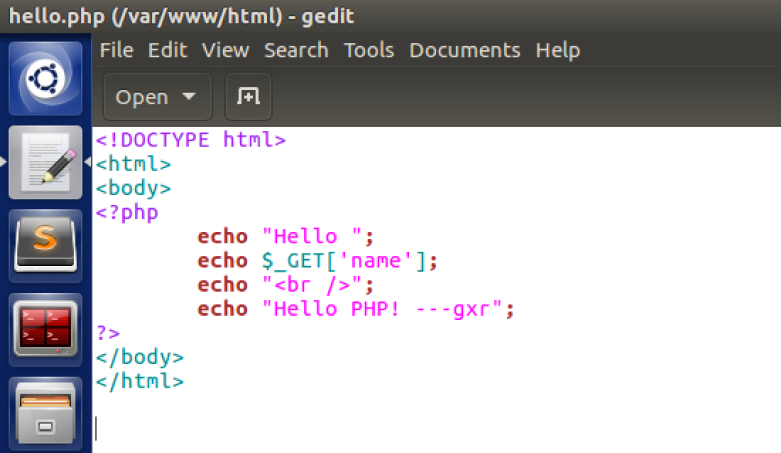 hello.php (/var/www/html) - gedit
File Edit View Search Tools Documents Help
Open
<!DOCTYPE html>
<html>
<body>
<?php
        echo "Hello ";
        echo $_GET['name'];
        echo "<br />";
        echo "Hello PHP! ---gxr";
?>
</body>
</html>